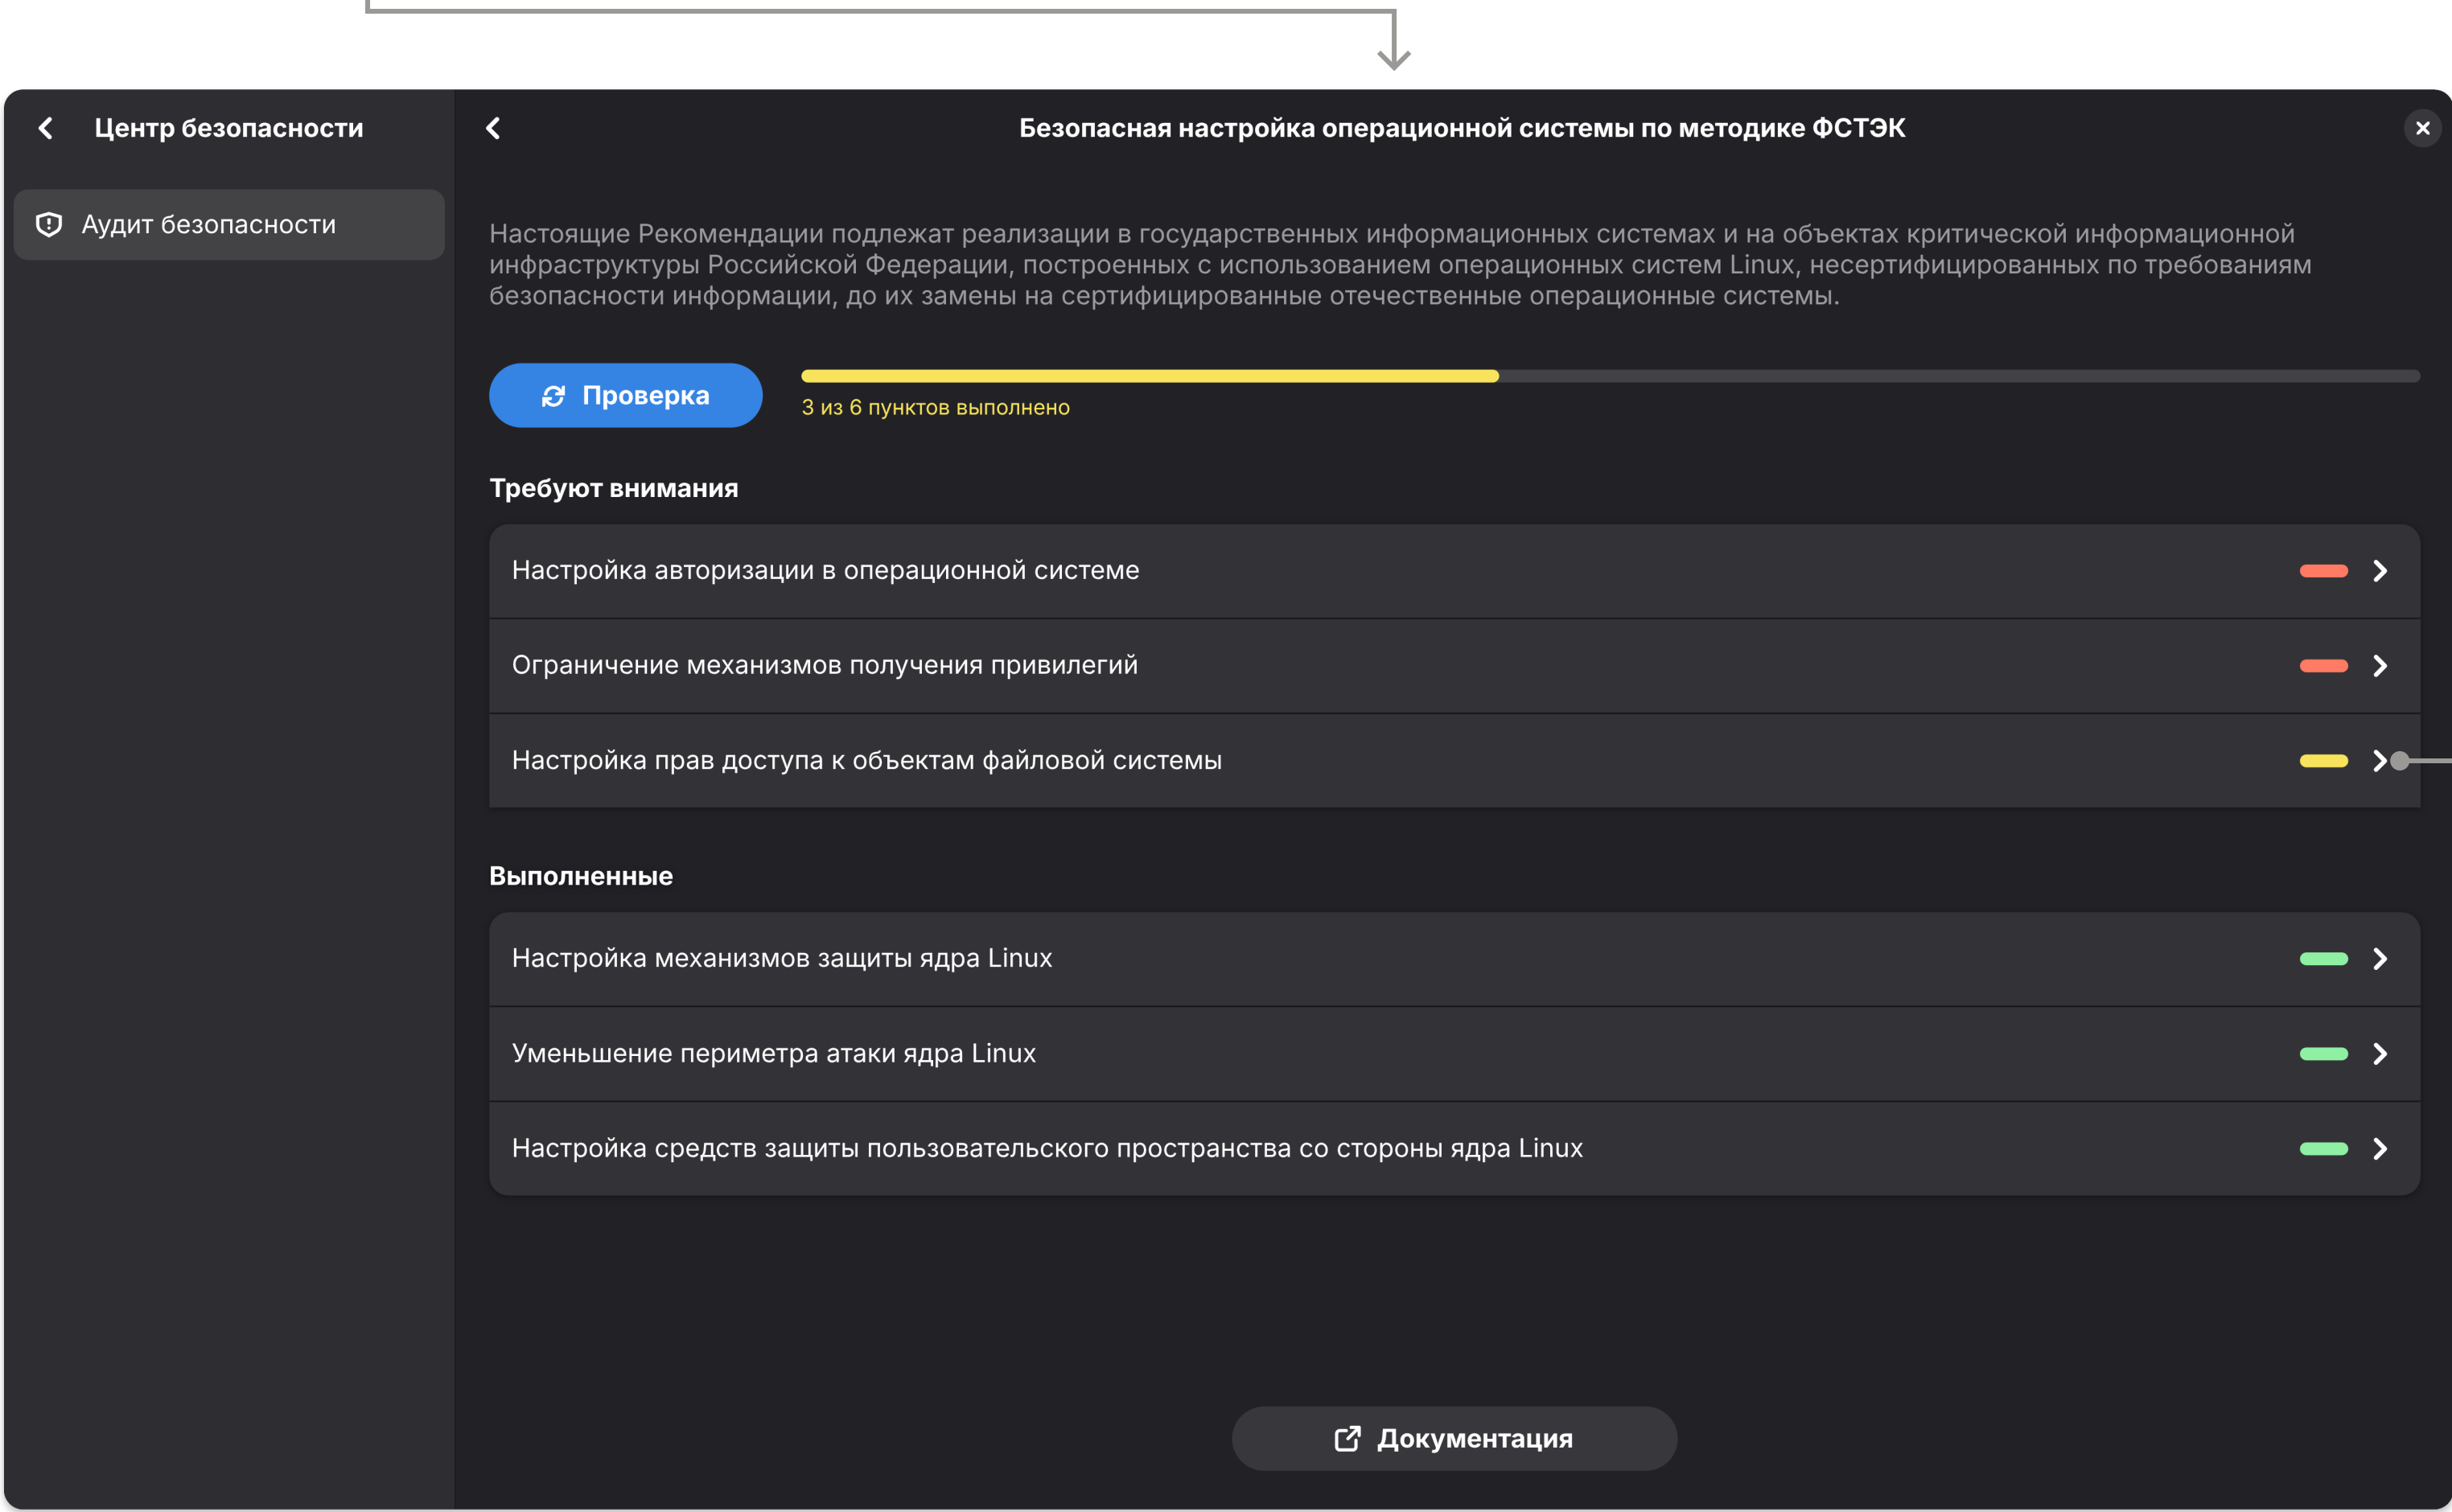 Центр безопасности
Безопасная настройка операционной системы по методике ФСТЭК
Аудит безопасности
Настоящие Рекомендации подлежат реализации в государственных информационных системах и на объектах критической информационной
инфраструктуры Российской Федерации, построенных с использованием операционных систем Linux, несертифицированных по требованиям
безопасности информации, до их замены на сертифицированные отечественные операционные системы.
Проверка
3 из 6 пунктов выполнено
Требуют внимания
Настройка авторизации в операционной системе
Ограничение механизмов получения привилегий
Настройка прав доступа к объектам файловой системы
Выполненные
Настройка механизмов защиты ядра Linux
Уменьшение периметра атаки ядра Linux
Настройка средств защиты пользовательского пространства со стороны ядра Linux
Документация